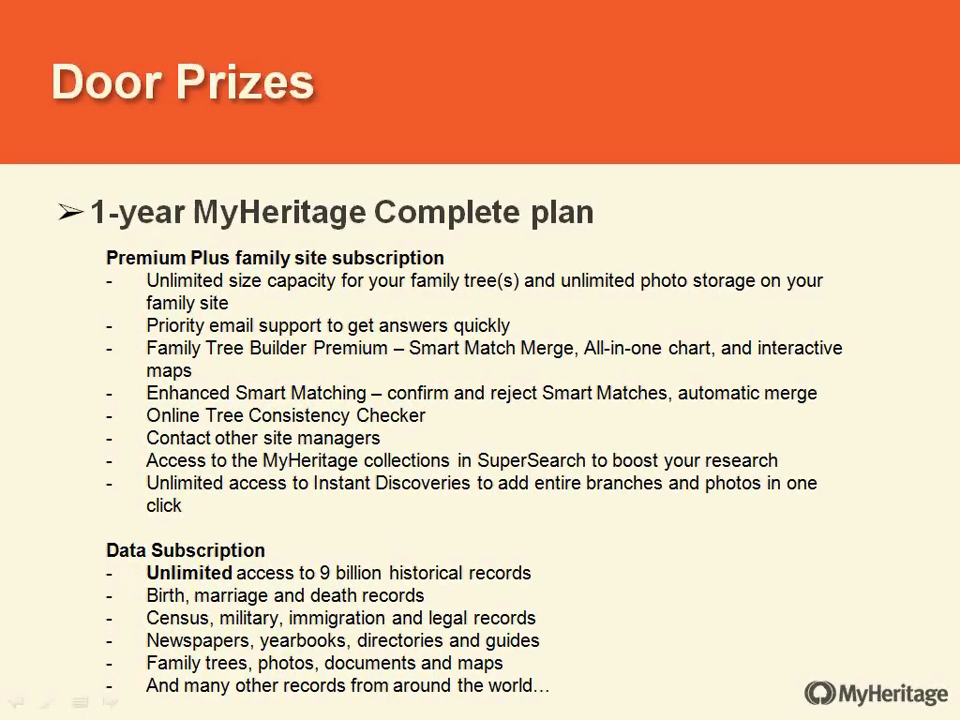 Door Prizes
➢ 1-year MyHeritage Complete plan
Premium Plus family site subscription
- Unlimited size capacity for your family tree(s) and unlimited photo storage on your
family site
- Priority email support to get answers quickly
- Family Tree Builder Premium – Smart Match Merge, All-in-one chart, and interactive
maps
- Enhanced Smart Matching – confirm and reject Smart Matches, automatic merge
- Online Tree Consistency Checker
- Contact other site managers
- Access to the MyHeritage collections in SuperSearch to boost your research
- Unlimited access to Instant Discoveries to add entire branches and photos in one
click
Data Subscription
- Unlimited access to 9 billion historical records
- Birth, marriage and death records
- Census, military, immigration and legal records
- Newspapers, yearbooks, directories and guides
- Family trees, photos, documents and maps
- And many other records from around the world…
MyHeritage